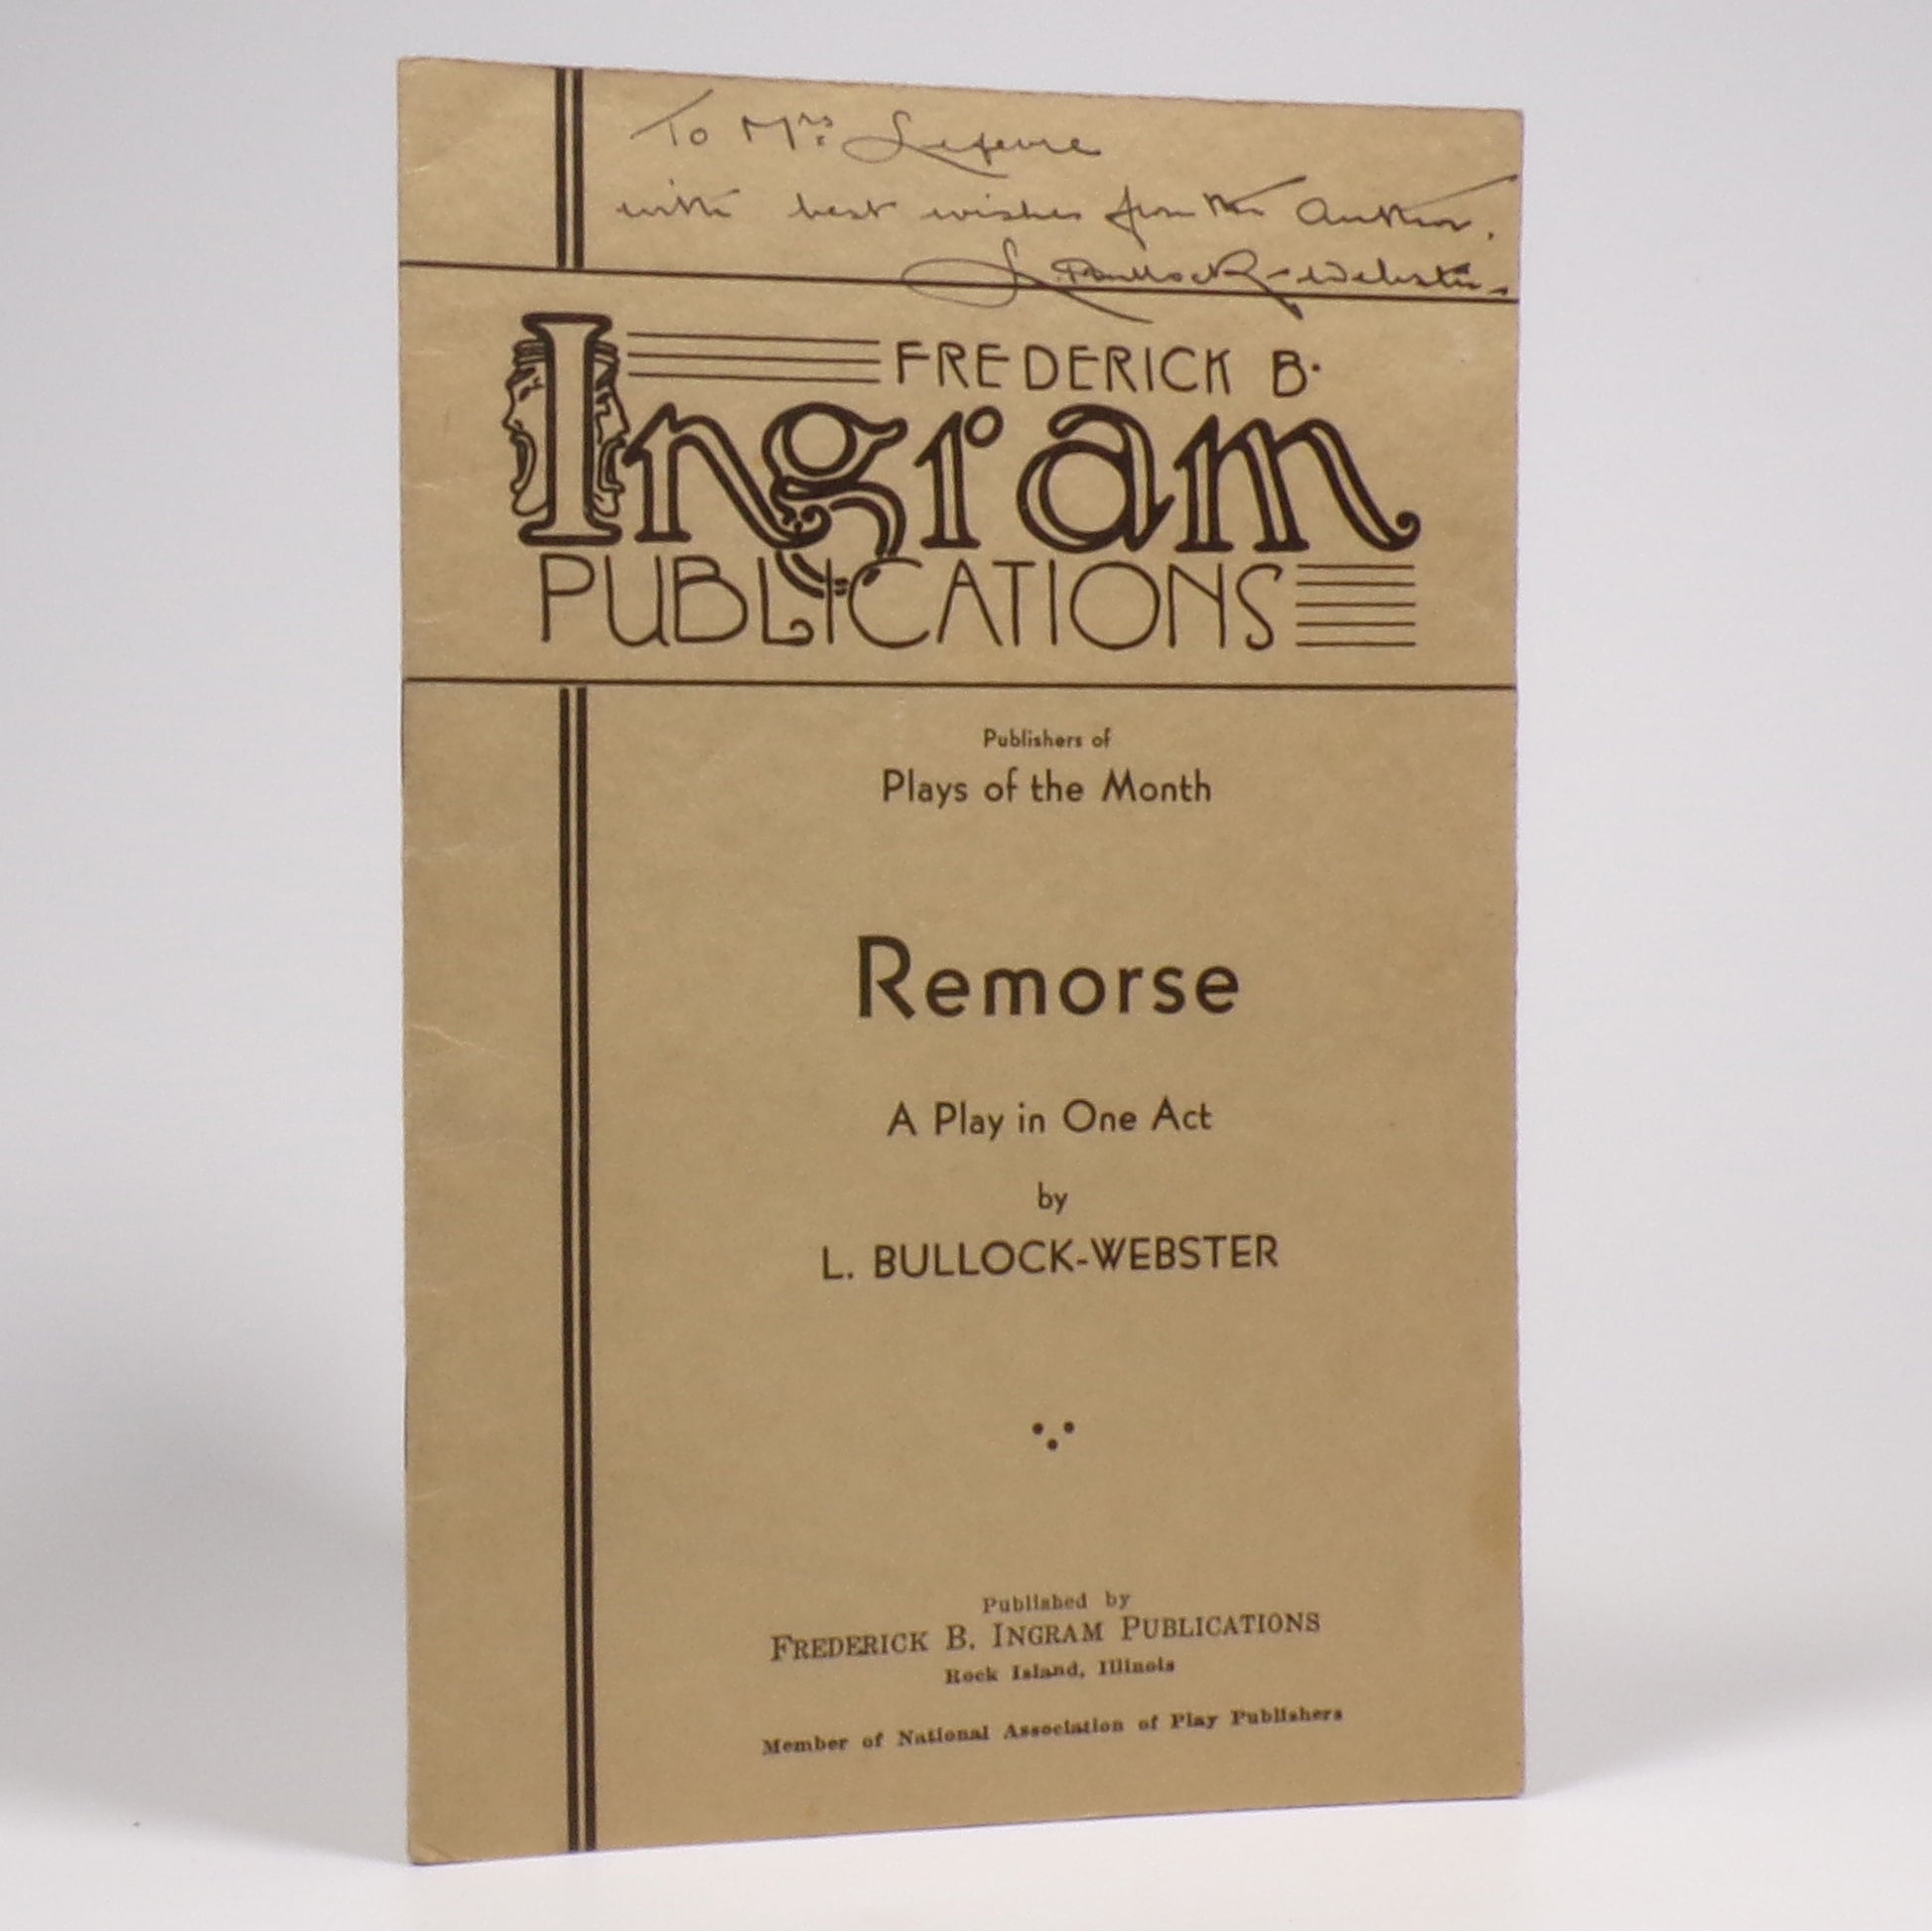 To Mrs Lefevre
with best wishes from the Author.
L. Bullock-Webster.
FREDERICK B.
Ingram
PUBLICATIONS
Publishers of
Plays of the Month
Remorse
A Play in One Act
by
L. BULLOCK-WEBSTER
Published by
FREDERICK B. INGRAM PUBLICATIONS
Rock Island, Illinois
Member of National Association of Play Publishers